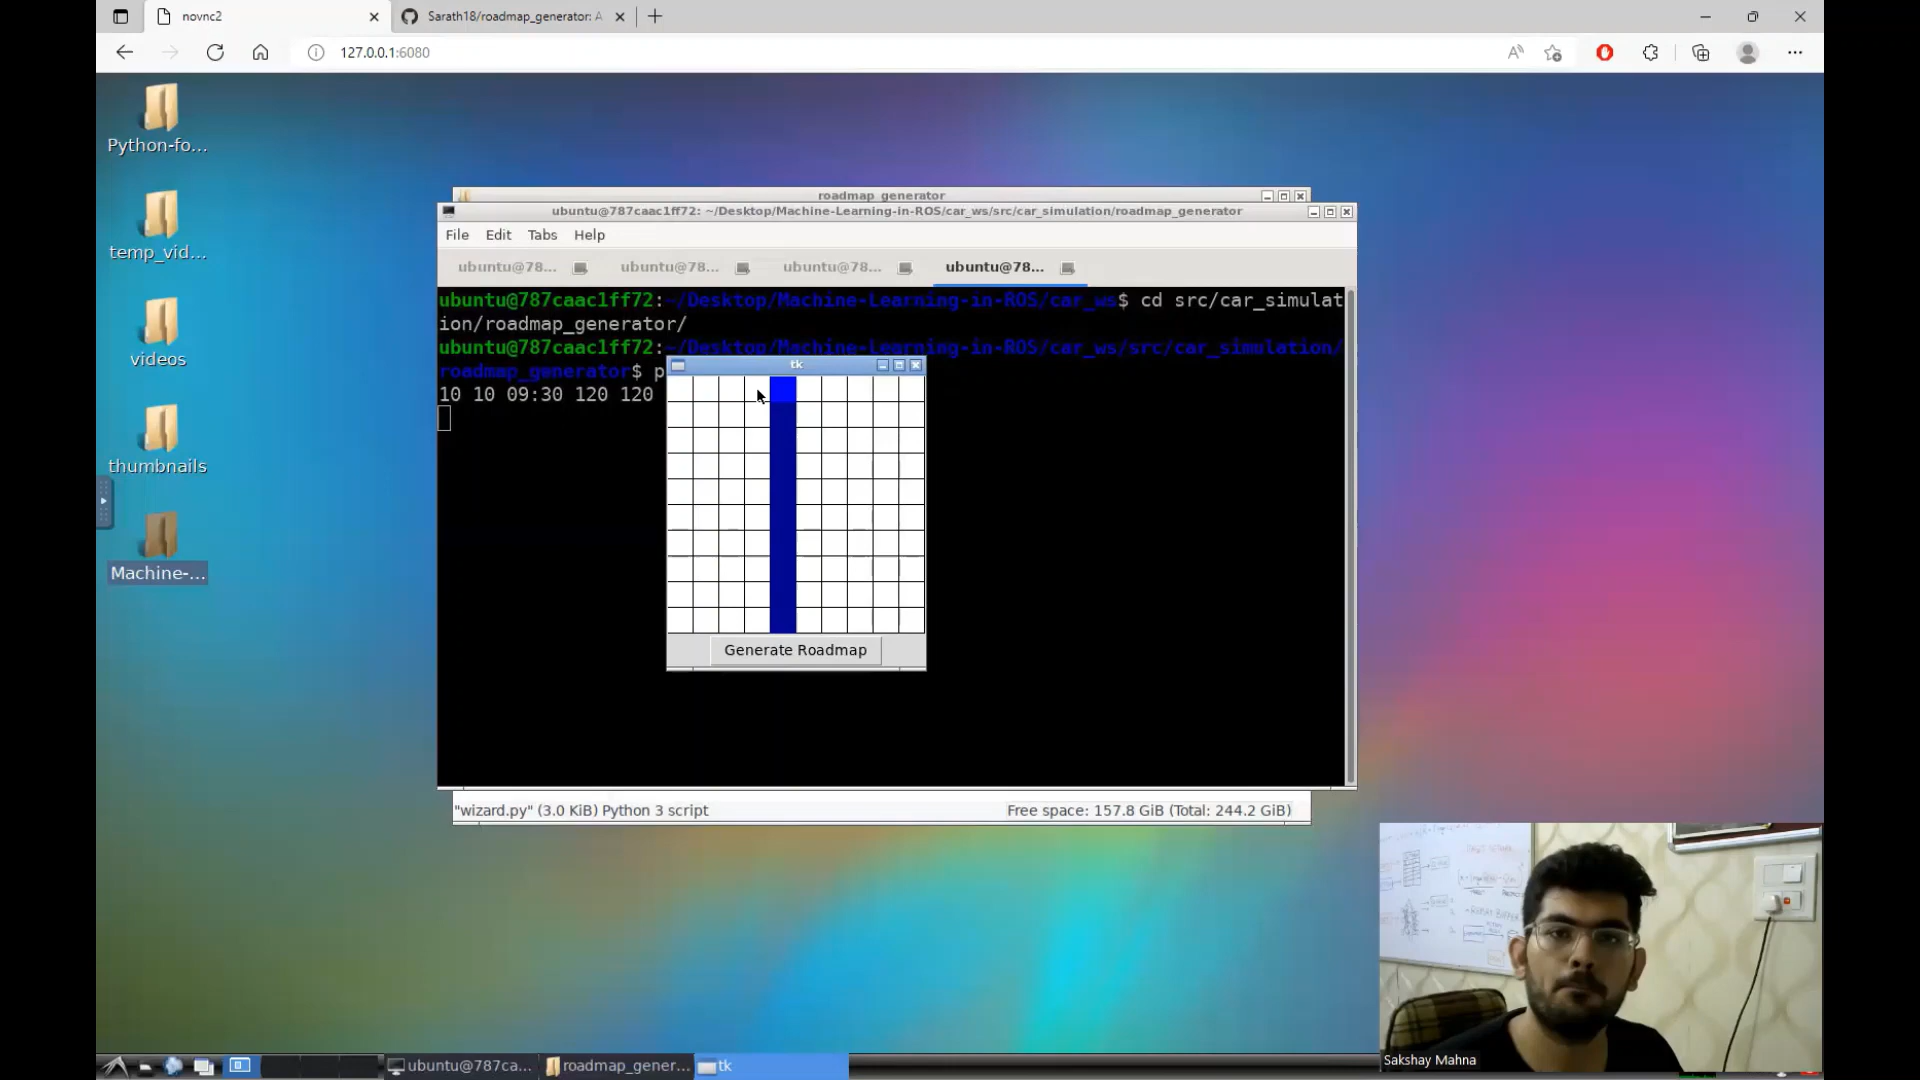 novnc2
Sarath18/roadmap_generator: A
127.0.0.1:6080
Python-fo...
temp_vid...
videos
thumbnails
Machine-...
roadmap_generator
ubuntu@787caac1ff72: ~/Desktop/Machine-Learning-in-ROS/car_ws/src/car_simulation/roadmap_generator
File Edit Tabs Help
ubuntu@78... ubuntu@78... ubuntu@78... ubuntu@78...
ubuntu@787caac1ff72:~/Desktop/Machine-Learning-in-ROS/car_ws$ cd src/car_simulat
ion/roadmap_generator/
ubuntu@787caac1ff72:~/Desktop/Machine-Learning-in-ROS/car_ws/src/car_simulation/
roadmap_generator$ p
10 10 09:30 120 120
tk
Generate Roadmap
"wizard.py" (3.0 KiB) Python 3 script Free space: 157.8 GiB (Total: 244.2 GiB)
ubuntu@787ca... roadmap_gener... tk
Sakshay Mahna